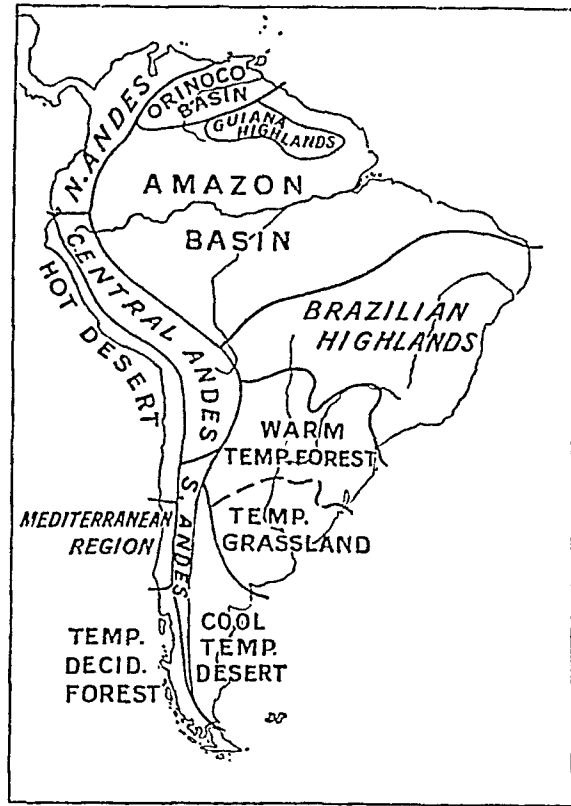 N. ANDES
ORINOCO
BASIN
GUIANA
HIGHLANDS
AMAZON
BASIN
CENTRAL ANDES
HOT DESERT
BRAZILIAN
HIGHLANDS
WARM
TEMP. FOREST
S. ANDES
MEDITERRANEAN
REGION
TEMP.
GRASSLAND
TEMP.
DECID.
FOREST
COOL
TEMP.
DESERT